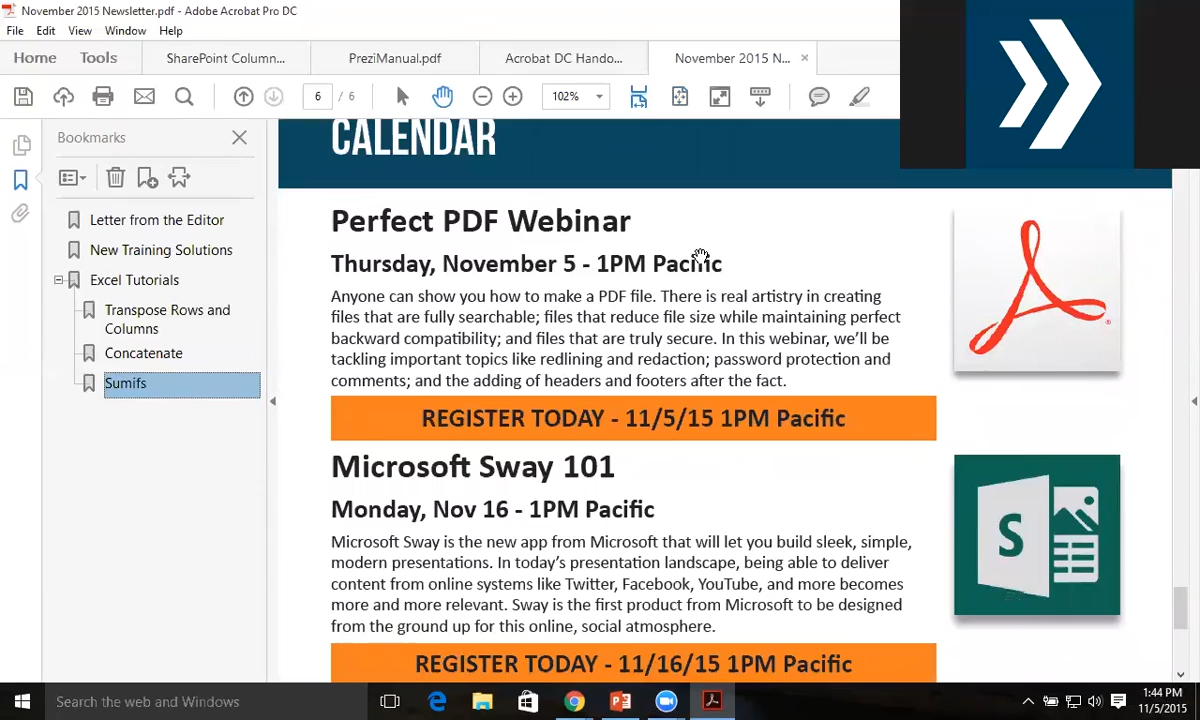 November 2015 Newsletter.pdf - Adobe Acrobat Pro DC
File Edit View Window Help
Home Tools SharePoint Column... PreziManual.pdf Acrobat DC Hando... November 2015 N... ×
6 / 6 102%
Bookmarks
Letter from the Editor
New Training Solutions
Excel Tutorials
Transpose Rows and
Columns
Concatenate
Sumifs
CALENDAR
Perfect PDF Webinar
Thursday, November 5 - 1PM Pacific
Anyone can show you how to make a PDF file. There is real artistry in creating
files that are fully searchable; files that reduce file size while maintaining perfect
backward compatibility; and files that are truly secure. In this webinar, we'll be
tackling important topics like redlining and redaction; password protection and
comments; and the adding of headers and footers after the fact.
REGISTER TODAY - 11/5/15 1PM Pacific
Microsoft Sway 101
Monday, Nov 16 - 1PM Pacific
Microsoft Sway is the new app from Microsoft that will let you build sleek, simple,
modern presentations. In today's presentation landscape, being able to deliver
content from online systems like Twitter, Facebook, YouTube, and more becomes
more and more relevant. Sway is the first product from Microsoft to be designed
from the ground up for this online, social atmosphere.
REGISTER TODAY - 11/16/15 1PM Pacific
S
Search the web and Windows
1:44 PM
11/5/2015